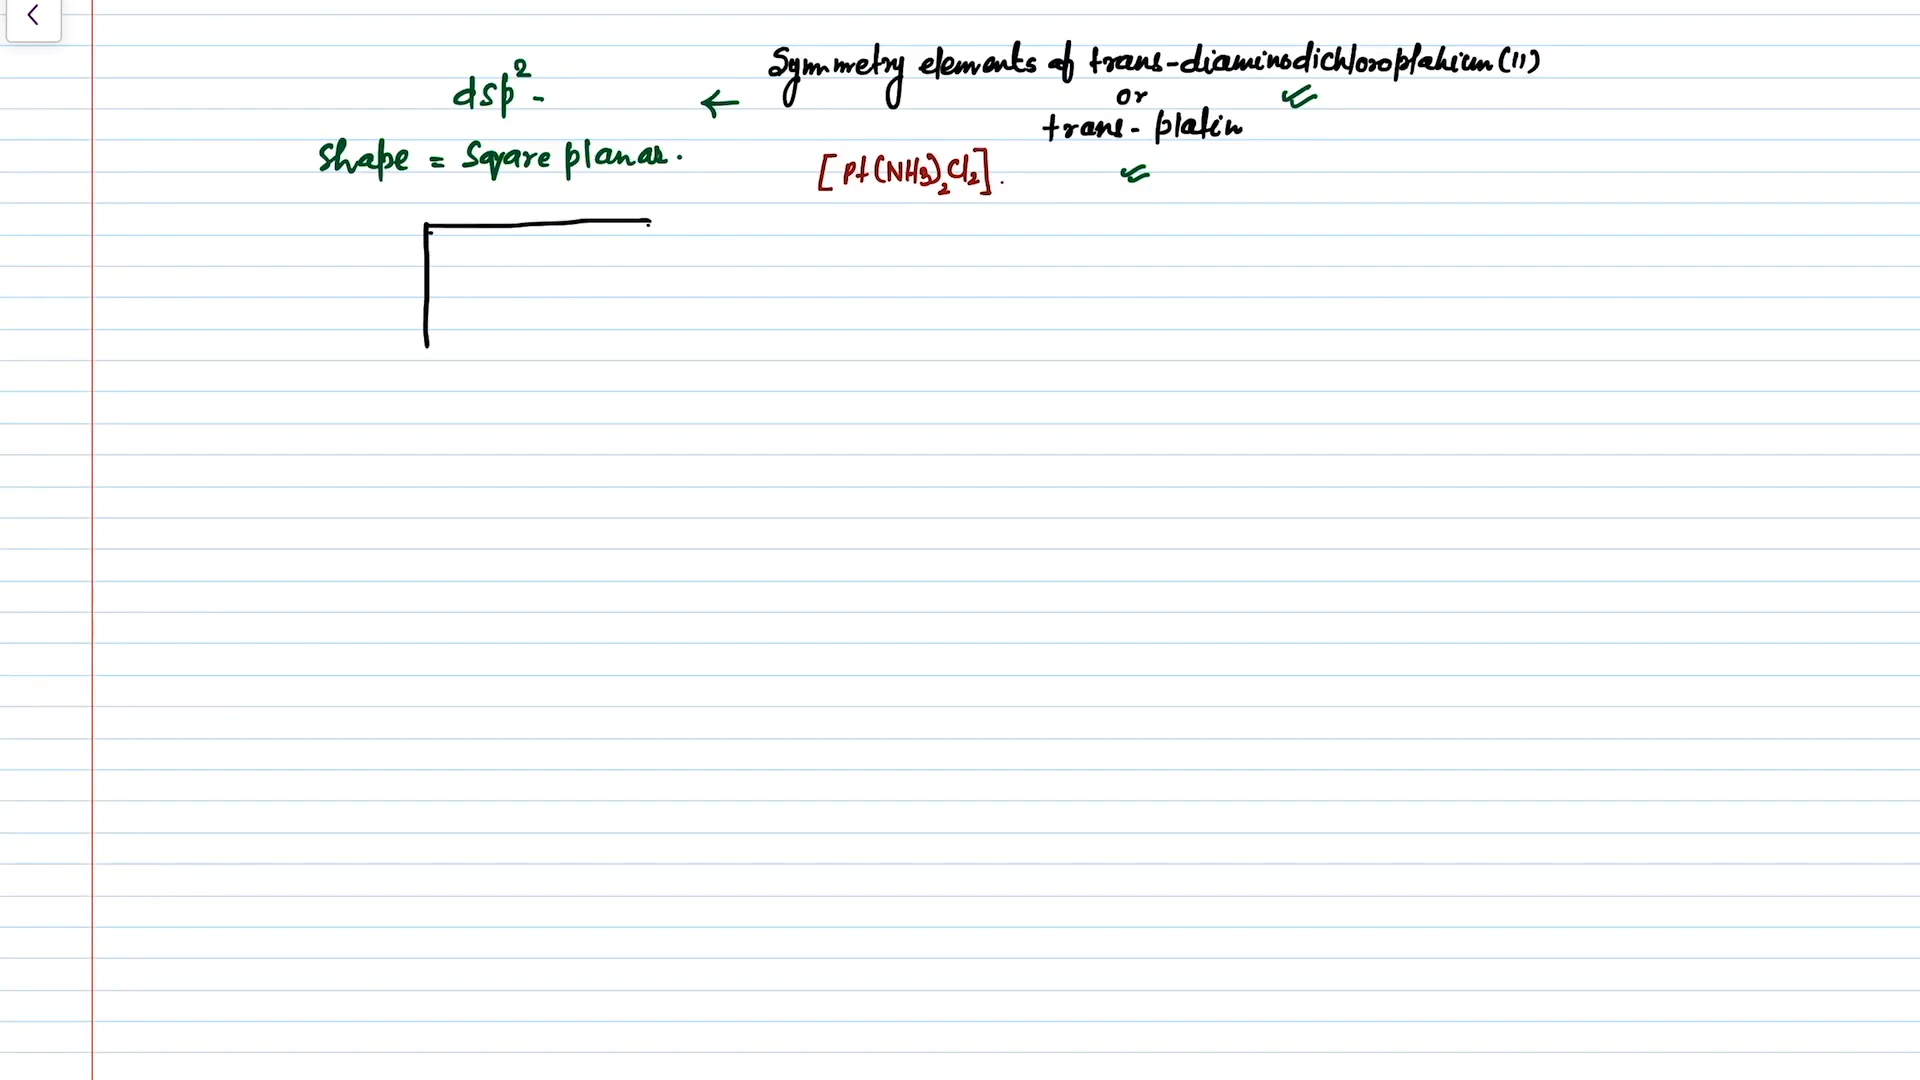 Symmetry elements of trans-diaminodichloroplatinum(II)
or
trans-platin
dsp² -
←
shape = Square planar.
[Pt(NH3)2Cl2].